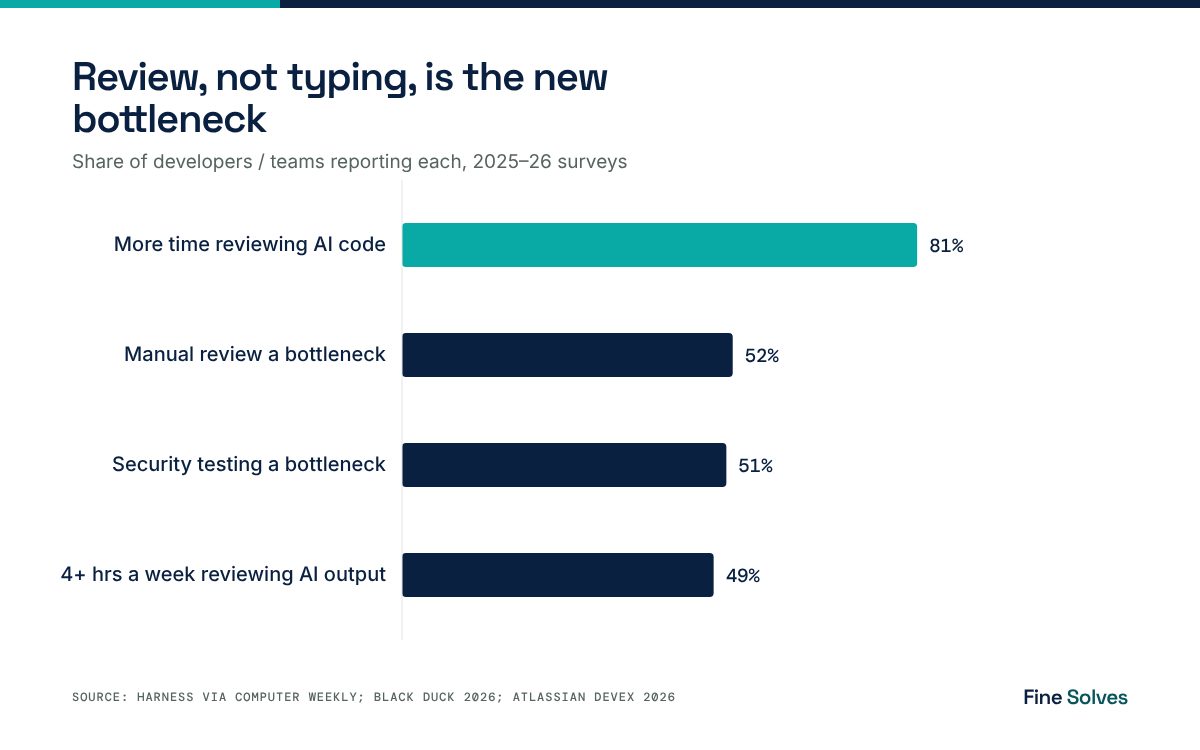 Review, not typing, is the new
bottleneck
Share of developers / teams reporting each, 2025–26 surveys
More time reviewing AI code
81%
Manual review a bottleneck
52%
Security testing a bottleneck
51%
4+ hrs a week reviewing AI output
49%
SOURCE: HARNESS VIA COMPUTER WEEKLY; BLACK DUCK 2026; ATLASSIAN DEVEX 2026
Fine Solves